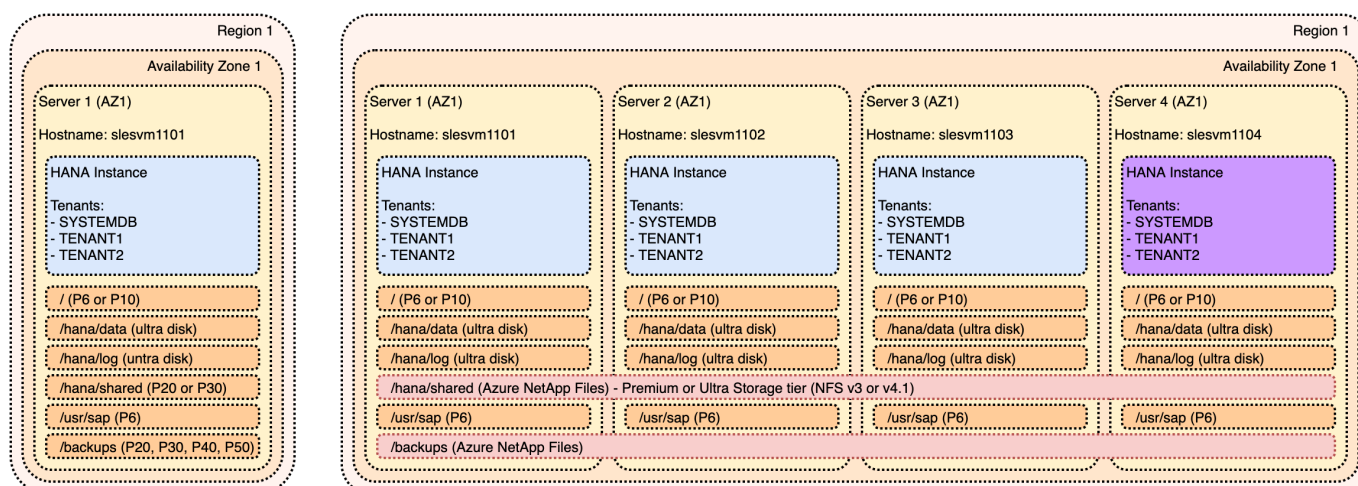 Region 1
Availability Zone 1
Server 1 (AZ1)
Hostname: slesvm1101
HANA Instance
Tenants:
- SYSTEMDB
- TENANT1
- TENANT2
/ (P6 or P10)
/hana/data (ultra disk)
/hana/log (untra disk)
/hana/shared (P20 or P30)
/usr/sap (P6)
/backups (P20, P30, P40, P50)
Region 1
Availability Zone 1
Server 1 (AZ1)
Hostname: slesvm1101
HANA Instance
Tenants:
- SYSTEMDB
- TENANT1
- TENANT2
/ (P6 or P10)
/hana/data (ultra disk)
/hana/log (ultra disk)
Server 2 (AZ1)
Hostname: slesvm1102
HANA Instance
Tenants:
- SYSTEMDB
- TENANT1
- TENANT2
/ (P6 or P10)
/hana/data (ultra disk)
/hana/log (ultra disk)
Server 3 (AZ1)
Hostname: slesvm1103
HANA Instance
Tenants:
- SYSTEMDB
- TENANT1
- TENANT2
/ (P6 or P10)
/hana/data (ultra disk)
/hana/log (ultra disk)
Server 4 (AZ1)
Hostname: slesvm1104
HANA Instance
Tenants:
- SYSTEMDB
- TENANT1
- TENANT2
/ (P6 or P10)
/hana/data (ultra disk)
/hana/log (ultra disk)
/hana/shared (Azure NetApp Files) - Premium or Ultra Storage tier (NFS v3 or v4.1)
/usr/sap (P6)
/usr/sap (P6)
/usr/sap (P6)
/usr/sap (P6)
/backups (Azure NetApp Files)